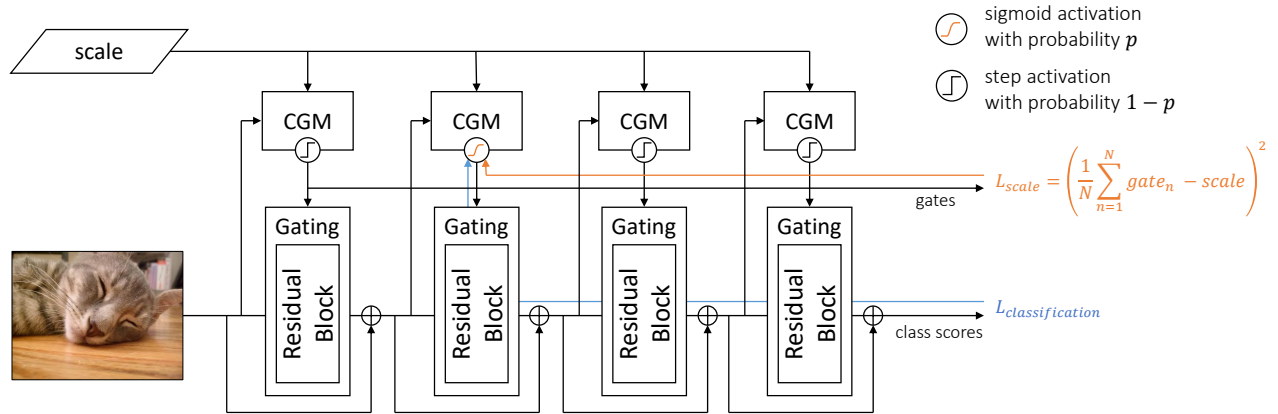 scale
sigmoid activation
with probability p
step activation
with probability 1 − p
CGM
CGM
CGM
CGM
L_scale = (1/N ∑_{n=1}^{N} gate_n − scale)^2
gates
Gating
Gating
Gating
Gating
Residual
Block
Residual
Block
Residual
Block
Residual
Block
L_classification
class scores